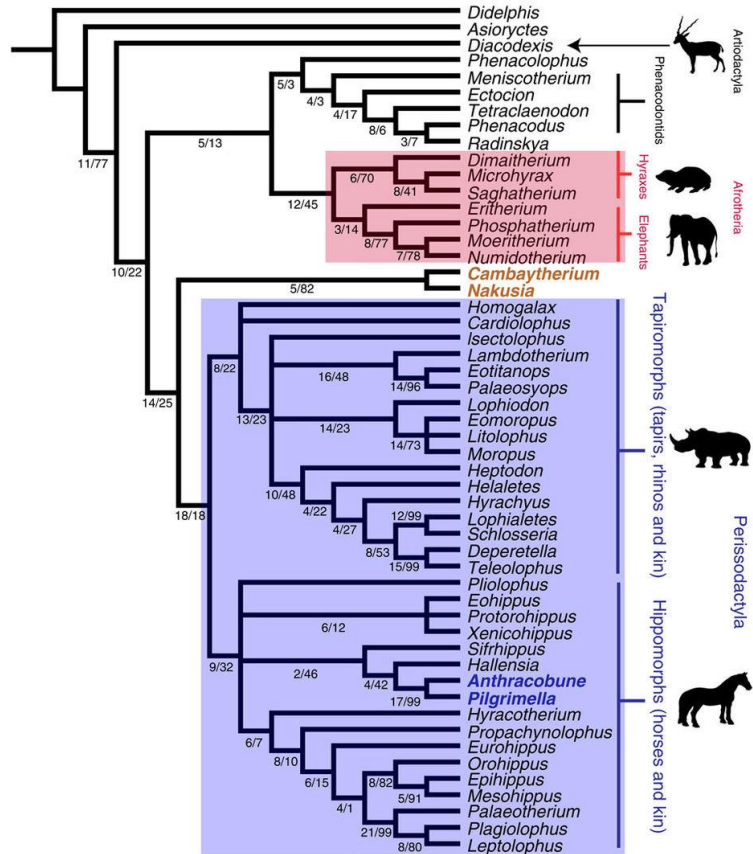 Didelphis
Asioryctes
Diacodexis
Artiodactyla
Phenacolophus
5/3
Meniscotherium
4/3
Ectocion
4/17
Tetraclaenodon
8/6
Phenacodus
3/7
Radinskya
Phenacodontids
5/13
11/77
Dimaitherium
6/70
Microhyrax
8/41
Saghatherium
Hyraxes
12/45
Eritherium
3/14
Phosphatherium
8/77
Moeritherium
7/78
Numidotherium
Elephants
Afrotheria
10/22
Cambaytherium
5/82
Nakusia
Homogalax
Cardiolophus
Isectolophus
8/22
Lambdotherium
16/48
Eotitanops
14/96
Palaeosyops
14/25
Lophiodon
13/23
14/23
Eomoropus
Litolophus
14/73
Moropus
Heptodon
10/48
Helaletes
4/22
Hyrachyus
4/27
12/99
Lophialetes
Schlosseria
18/18
8/53
Deperetella
15/99
Teleolophus
Tapiromorphs (tapirs, rhinos and kin)
Perissodactyla
Pliolophus
Eohippus
Protorohippus
6/12
Xenicohippus
Sifrhippus
9/32
2/46
Hallensia
4/42
Anthracobune
17/99
Pilgrimella
Hyracotherium
6/7
Propachynolophus
8/10
Eurohippus
6/15
Orohippus
8/82
Epihippus
5/91
Mesohippus
4/1
Palaeotherium
21/99
Plagiolophus
8/80
Leptolophus
Hippomorphs (horses and kin)